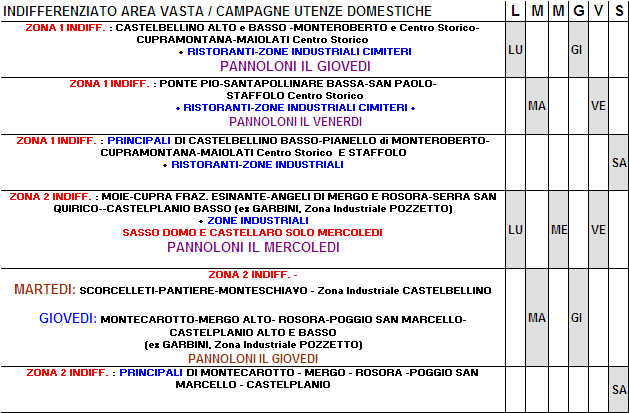 INDIFFERENZIATO AREA VASTA / CAMPAGNE UTENZE DOMESTICHE L M M G V S
ZONA 1 INDIFF. : CASTELBELLINO ALTO e BASSO -MONTEROBERTO e Centro Storico-
CUPRAMONTANA-MAIOLATI Centro Storico
+ RISTORANTI-ZONE INDUSTRIALI CIMITERI
PANNOLONI IL GIOVEDI
LU GI
ZONA 1 INDIFF. : PONTE PIO-SANTAPOLLINARE BASSA-SAN PAOLO-
STAFFOLO Centro Storico
+ RISTORANTI-ZONE INDUSTRIALI CIMITERI +
PANNOLONI IL VENERDI
MA VE
ZONA 1 INDIFF. : PRINCIPALI DI CASTELBELLINO BASSO-PIANELLO di MONTEROBERTO-
CUPRAMONTANA-MAIOLATI Centro Storico E STAFFOLO
+ RISTORANTI-ZONE INDUSTRIALI
SA
ZONA 2 INDIFF. : MOIE-CUPRA FRAZ. ESINANTE-ANGELI DI MERGO E ROSORA-SERRA SAN
QUIRICO--CASTELPLANIO BASSO (ex GARBINI, Zona Industriale POZZETTO)
+ ZONE INDUSTRIALI
SASSO DOMO E CASTELLARO SOLO MERCOLEDI
PANNOLONI IL MERCOLEDI
LU ME VE
ZONA 2 INDIFF. -
MARTEDI: SCORCELLETI-PANTIERE-MONTESCHIAVO - Zona Industriale CASTELBELLINO
GIOVEDI: MONTECAROTTO-MERGO ALTO- ROSORA-POGGIO SAN MARCELLO-
CASTELPLANIO ALTO E BASSO
(ex GARBINI, Zona Industriale POZZETTO)
PANNOLONI IL GIOVEDI
MA GI
ZONA 2 INDIFF. : PRINCIPALI DI MONTECAROTTO - MERGO - ROSORA -POGGIO SAN
MARCELLO - CASTELPLANIO
SA